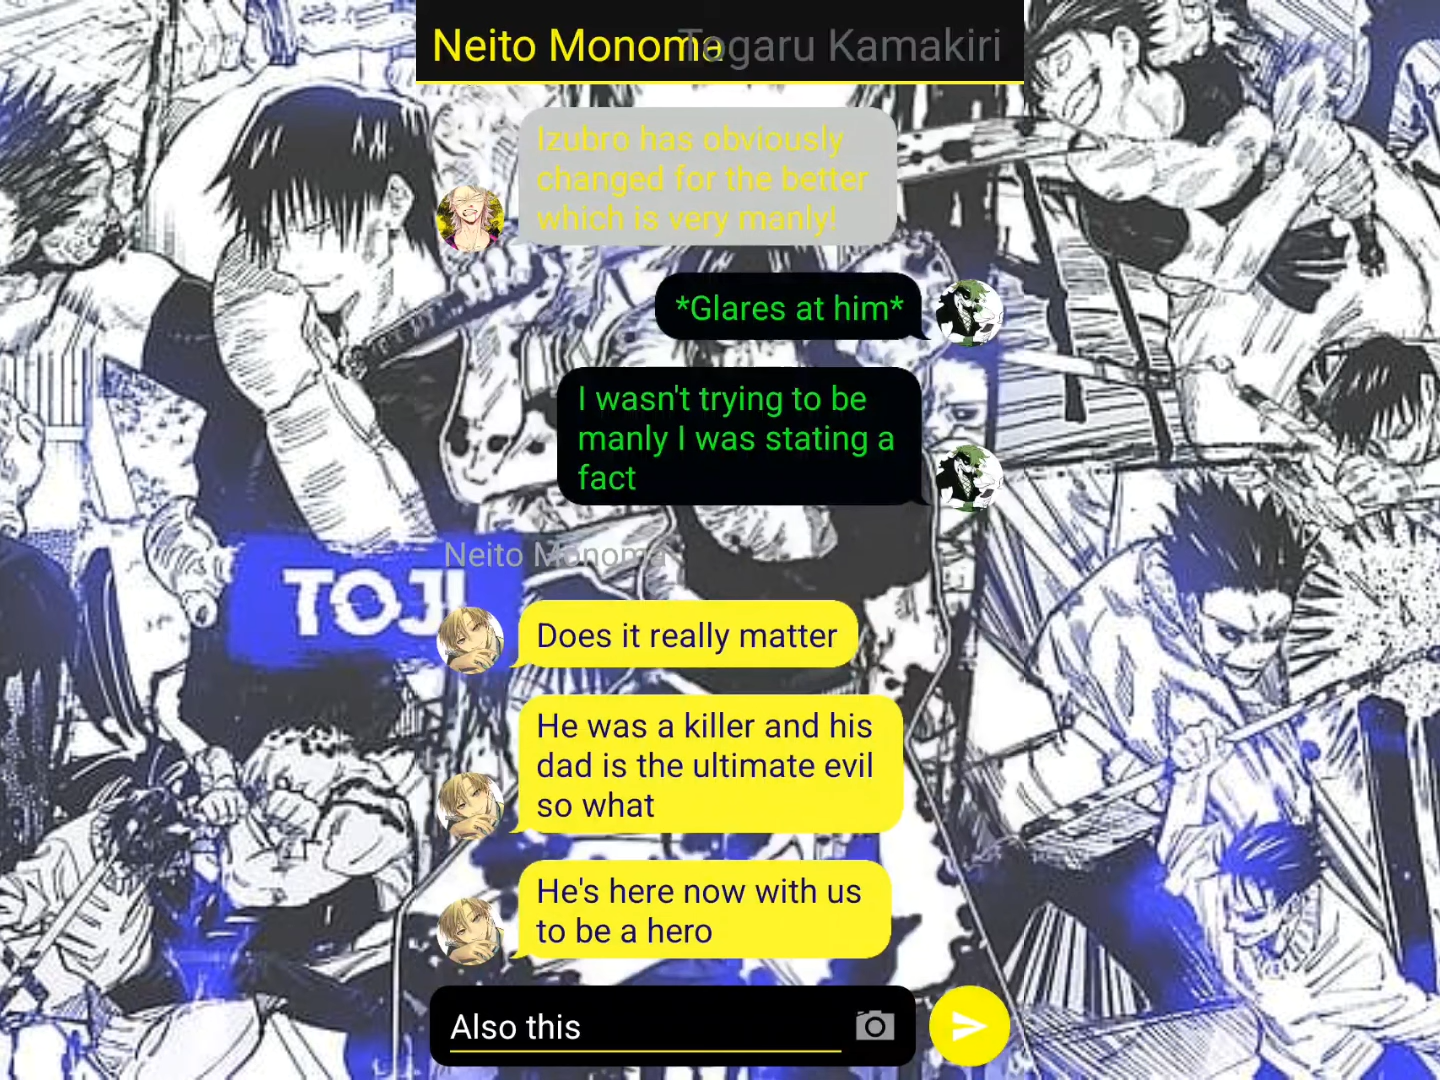 Neito Monoma
Togaru Kamakiri
Izubro has obviously
changed for the better
which is very manly!
*Glares at him*
I wasn't trying to be
manly I was stating a
fact
Neito Monoma
TOJI
Does it really matter
He was a killer and his
dad is the ultimate evil
so what
He's here now with us
to be a hero
Also this